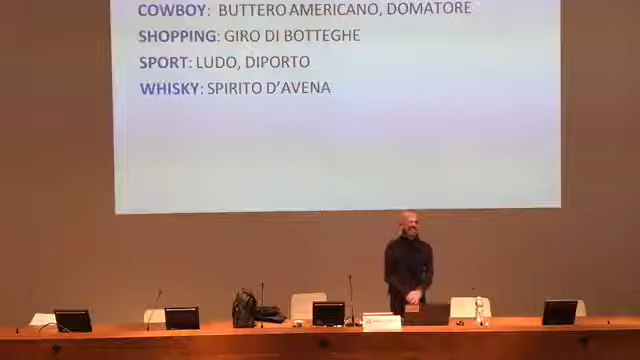 COWBOY: BUTTERO AMERICANO, DOMATORE
SHOPPING: GIRO DI BOTTEGHE
SPORT: LUDO, DIPORTO
WHISKY: SPIRITO D'AVENA